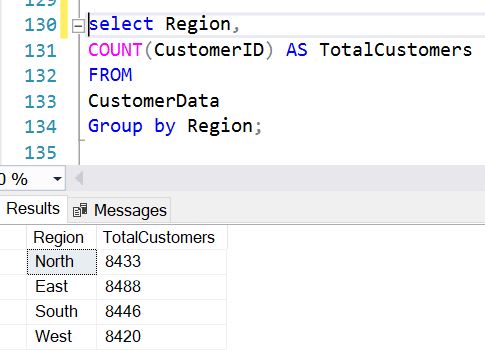 129
130 select Region,
131 COUNT(CustomerID) AS TotalCustomers
132 FROM
133 CustomerData
134 Group by Region;
135
0 %
Results Messages
Region TotalCustomers
North 8433
East 8488
South 8446
West 8420